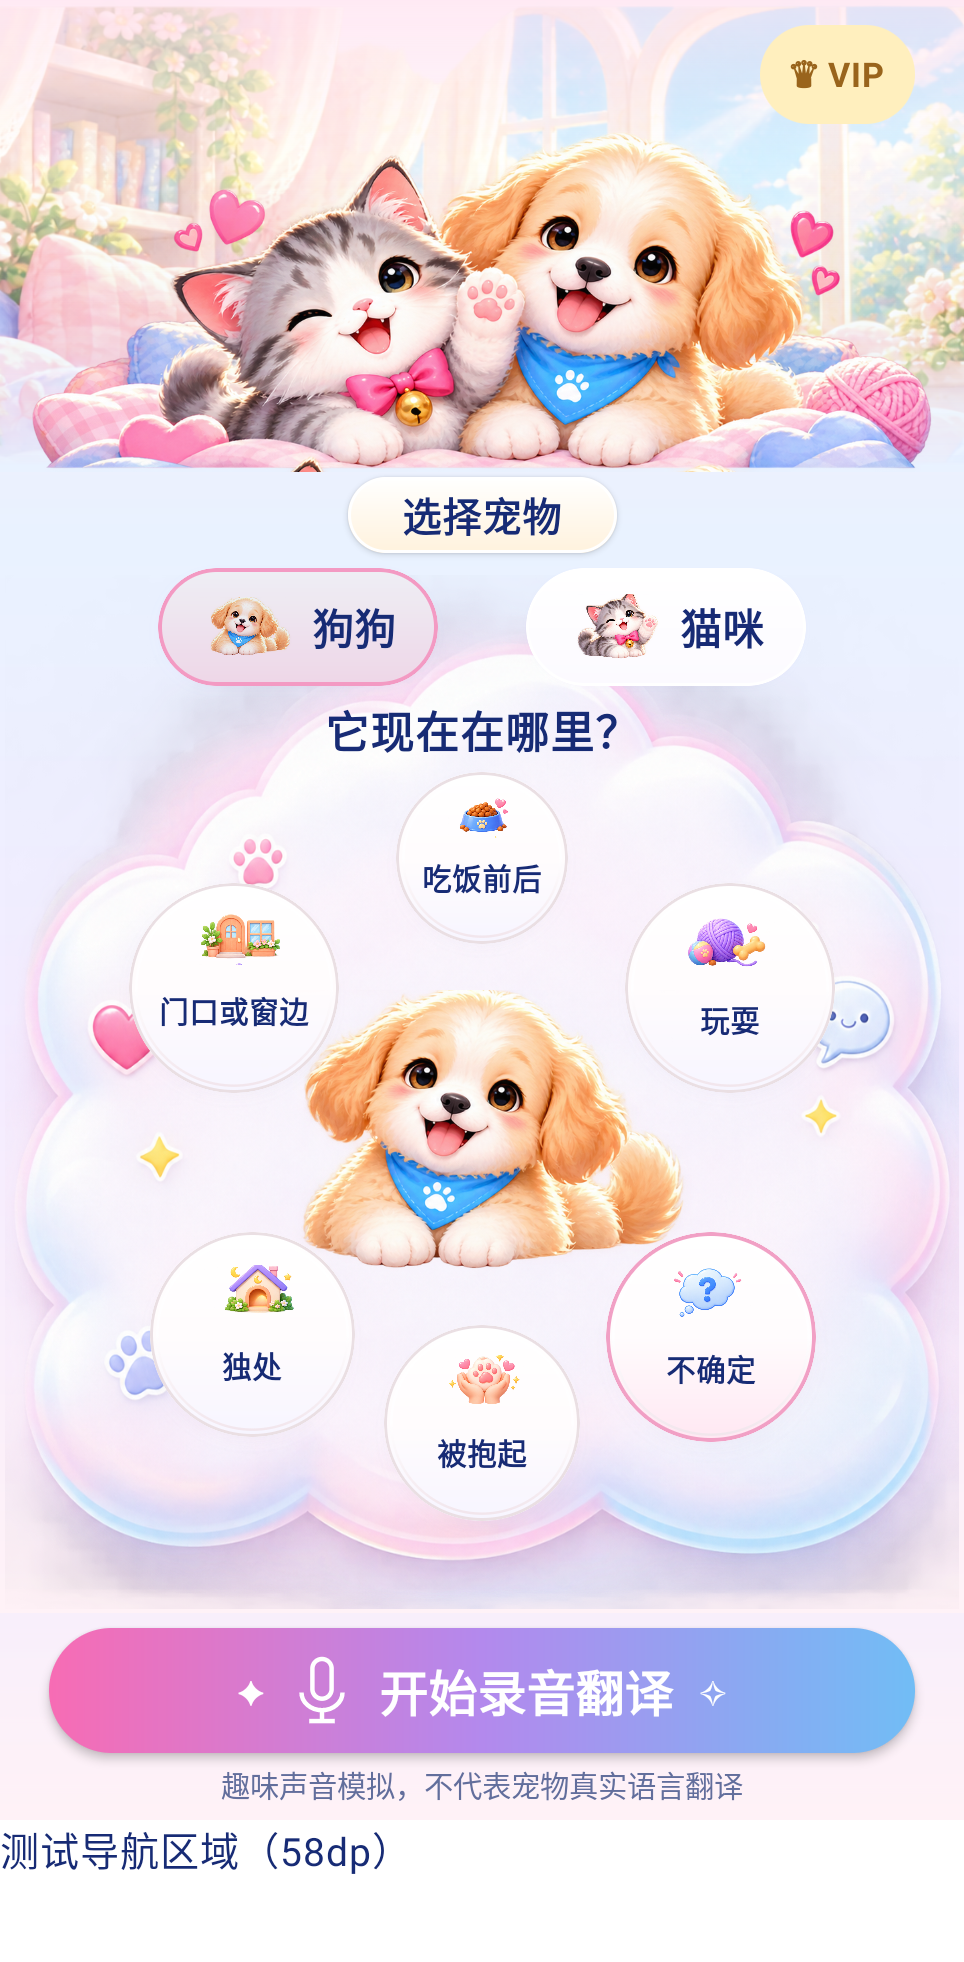 VIP
选择宠物
狗狗
猫咪
它现在在哪里？
吃饭前后
门口或窗边
玩耍
独处
不确定
被抱起
开始录音翻译
趣味声音模拟，不代表宠物真实语言翻译
测试导航区域（58dp）